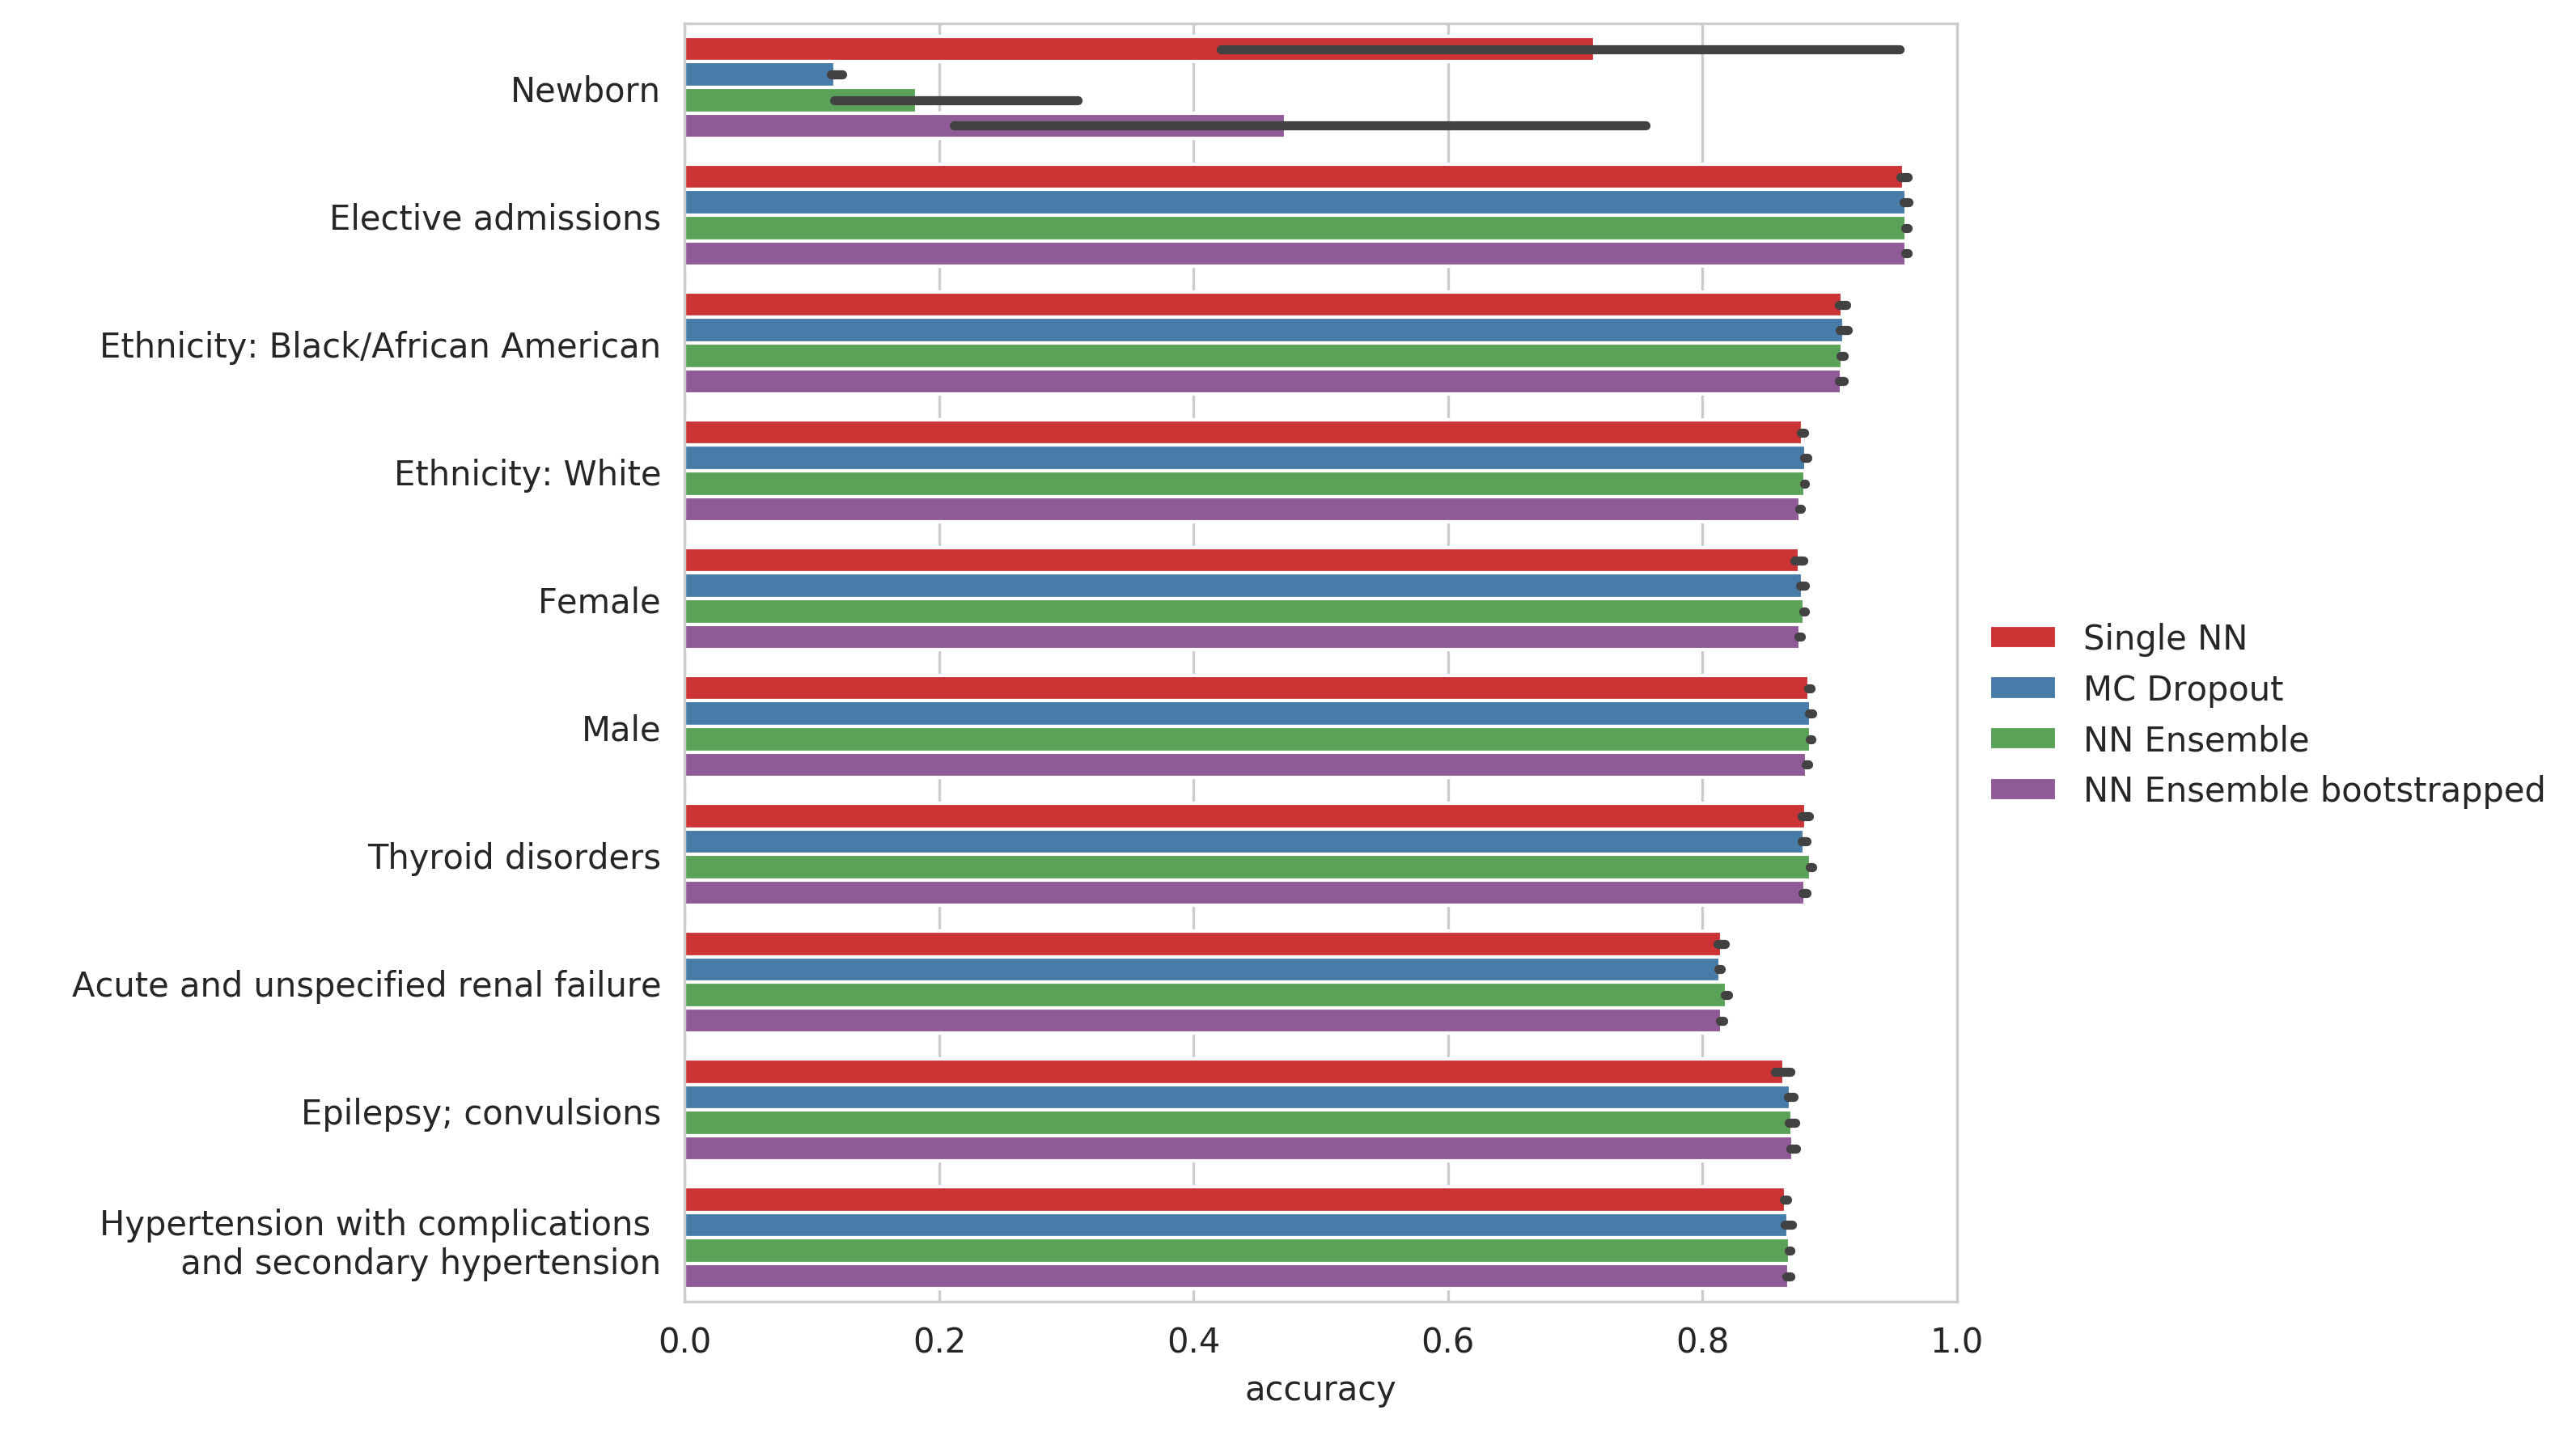 Newborn
Elective admissions
Ethnicity: Black/African American
Ethnicity: White
Female
Male
Thyroid disorders
Acute and unspecified renal failure
Epilepsy; convulsions
Hypertension with complications
and secondary hypertension
0.0 0.2 0.4 0.6 0.8 1.0
accuracy
Single NN
MC Dropout
NN Ensemble
NN Ensemble bootstrapped